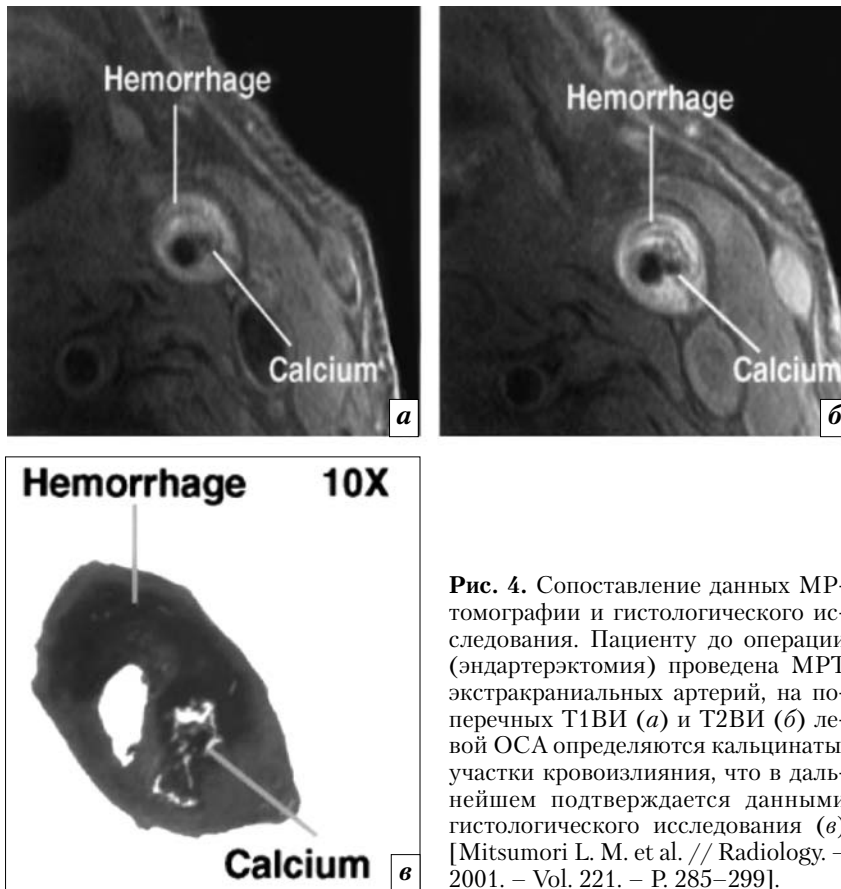 Hemorrhage
Calcium
а
Hemorrhage
Calcium
б
Hemorrhage 10X
Calcium
в
Рис. 4. Сопоставление данных МР-
томографии и гистологического ис-
следования. Пациенту до операции
(эндартерэктомия) проведена МРТ
экстракраниальных артерий, на по-
перечных Т1ВИ (а) и Т2ВИ (б) ле-
вой ОСА определяются кальцинаты
участки кровоизлияния, что в даль-
нейшем подтверждается данными
гистологического исследования (в)
[Mitsumori L. M. et al. // Radiology. –
2001. – Vol. 221. – P. 285–299].